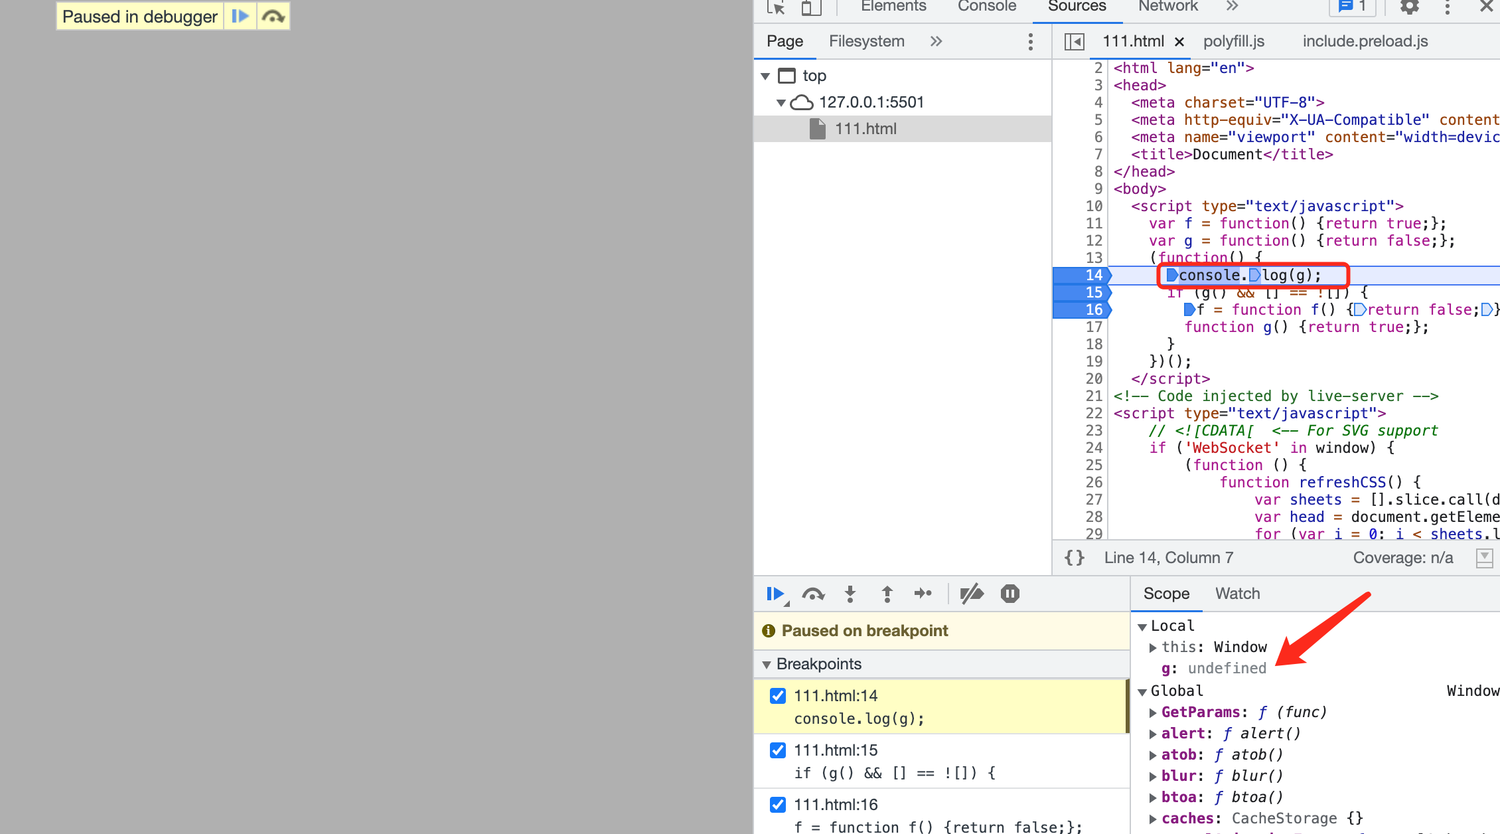 Paused in debugger
Elements Console Sources Network » 1
Page Filesystem »
111.html × polyfill.js include.preload.js
top
127.0.0.1:5501
111.html
2 <html lang="en">
3 <head>
4 <meta charset="UTF-8">
5 <meta http-equiv="X-UA-Compatible" content
6 <meta name="viewport" content="width=devic
7 <title>Document</title>
8 </head>
9 <body>
10 <script type="text/javascript">
11 var f = function() {return true;};
12 var g = function() {return false;};
13 (function() {
14 console.log(g);
15 if (g() && [] == ![]) {
16 f = function f() {return false;}
17 function g() {return true;};
18 }
19 })();
20 </script>
21 <!-- Code injected by live-server -->
22 <script type="text/javascript">
23 // <![CDATA[ <-- For SVG support
24 if ('WebSocket' in window) {
25 (function () {
26 function refreshCSS() {
27 var sheets = [].slice.call(d
28 var head = document.getEleme
29 for (var i = 0; i < sheets.l
{} Line 14, Column 7 Coverage: n/a
Paused on breakpoint
Breakpoints
111.html:14
console.log(g);
111.html:15
if (g() && [] == ![]) {
111.html:16
f = function f() {return false;};
Scope Watch
Local
this: Window
g: undefined
Global Window
GetParams: ƒ (func)
alert: ƒ alert()
atob: ƒ atob()
blur: ƒ blur()
btoa: ƒ btoa()
caches: CacheStorage {}